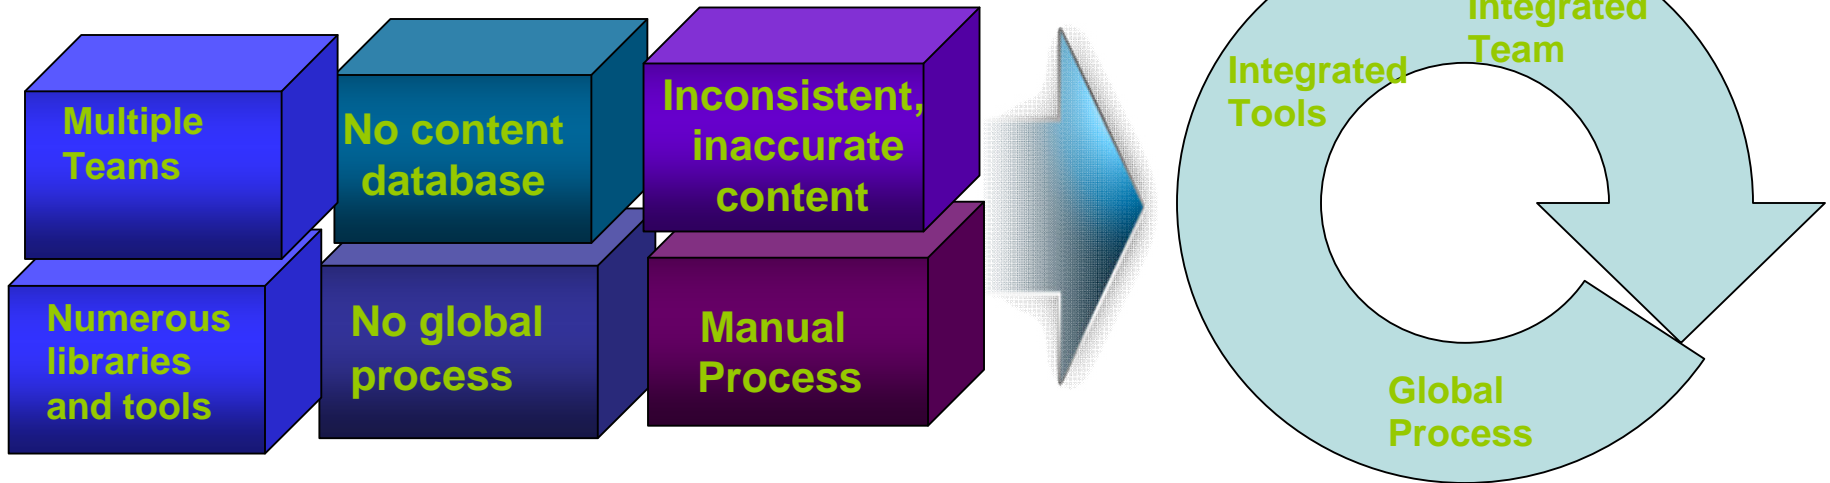 Multiple
Teams
No content
database
Inconsistent,
inaccurate
content
Numerous
libraries
and tools
No global
process
Manual
Process
Integrated
Tools
Integrated
Team
Global
Process